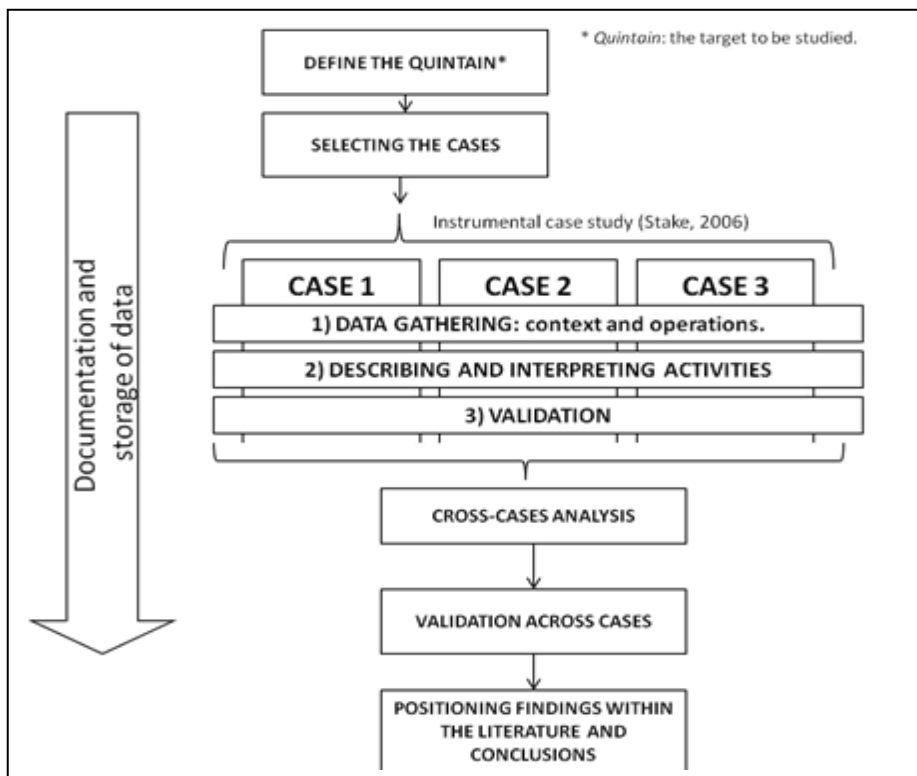 * Quintain: the target to be studied.
DEFINE THE QUINTAIN*
SELECTING THE CASES
Instrumental case study (Stake, 2006)
CASE 1
CASE 2
CASE 3
1) DATA GATHERING: context and operations.
2) DESCRIBING AND INTERPRETING ACTIVITIES
3) VALIDATION
Documentation and
storage of data
CROSS-CASES ANALYSIS
VALIDATION ACROSS CASES
POSITIONING FINDINGS WITHIN
THE LITERATURE AND
CONCLUSIONS